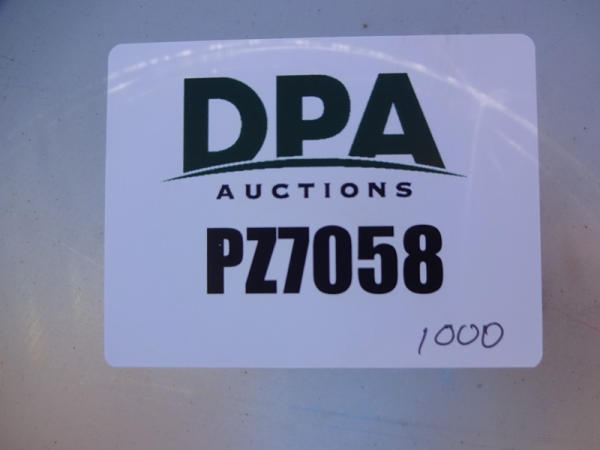 DPA
AUCTIONS
PZ7058
1000